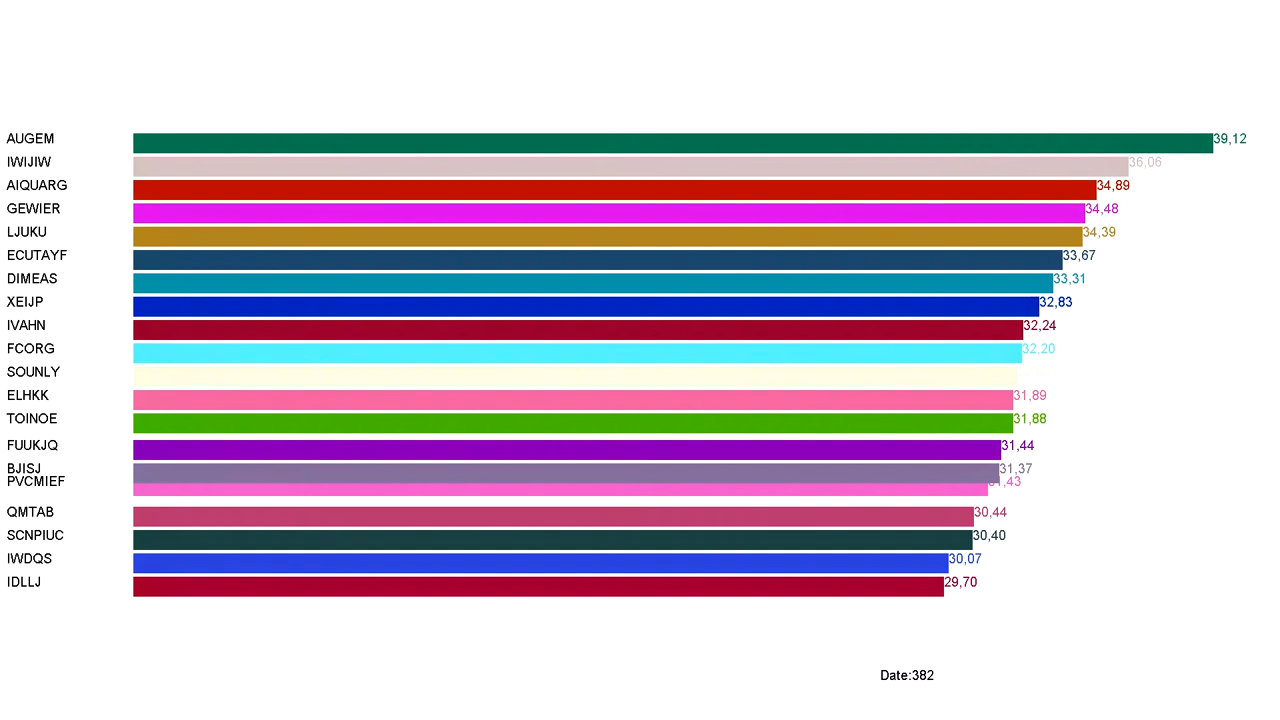 AUGEM 39,12
IWIJIW 36,06
AIQUARG 34,89
GEWIER 34,48
LJUKU 34,39
ECUTAYF 33,67
DIMEAS 33,31
XEIJP 32,83
IVAHN 32,24
FCORG 32,20
SOUNLY
ELHKK 31,89
TOINOE 31,88
FUUKJQ 31,44
BJISJ 31,37
PVCMIEF 31,43
QMTAB 30,44
SCNPIUC 30,40
IWDQS 30,07
IDLLJ 29,70
Date:382